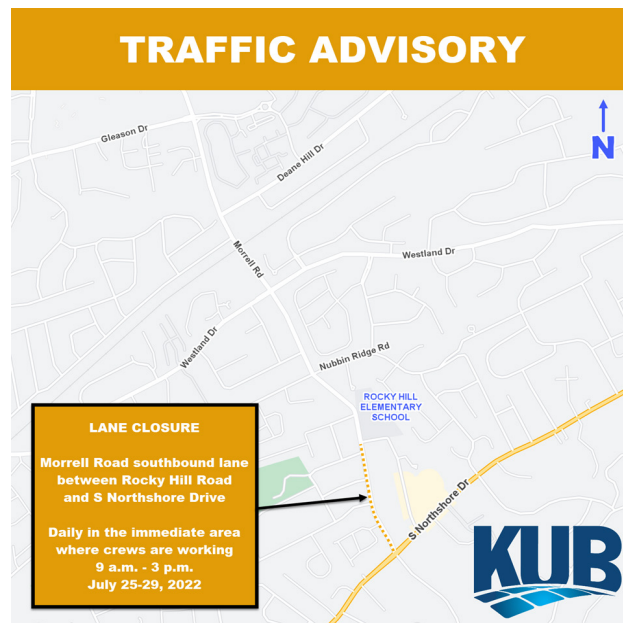 TRAFFIC ADVISORY
N
Gleason Dr
Deane Hill Dr
Morrell Rd
Westland Dr
Westland Dr
Nubbin Ridge Rd
ROCKY HILL
ELEMENTARY
SCHOOL
LANE CLOSURE
Morrell Road southbound lane
between Rocky Hill Road
and S Northshore Drive
Daily in the immediate area
where crews are working
9 a.m. - 3 p.m.
July 25-29, 2022
S Northshore Dr
KUB